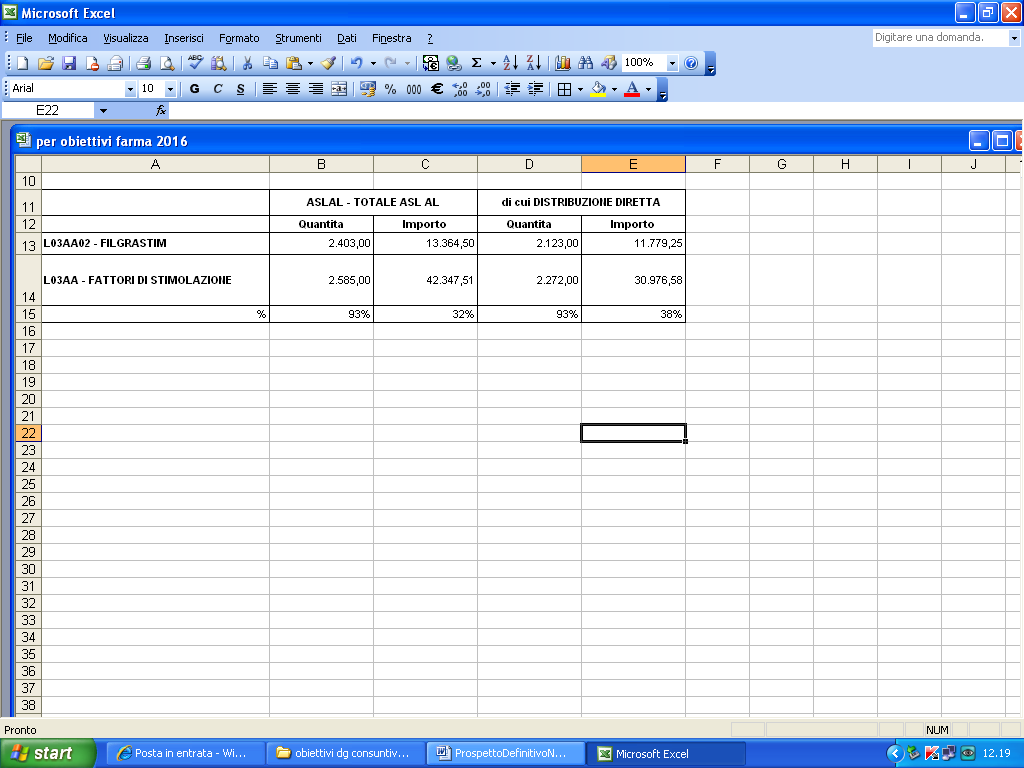 Microsoft Excel
File Modifica Visualizza Inserisci Formato Strumenti Dati Finestra ? Digitare una domanda.
100%
Arial 10 G C S % 000 €
E22 fx
per obiettivi farma 2016
A B C D E F G H I J
10
11 ASLAL - TOTALE ASL AL di cui DISTRIBUZIONE DIRETTA
12 Quantita Importo Quantita Importo
13 L03AA02 - FILGRASTIM 2.403,00 13.364,50 2.123,00 11.779,25
14 L03AA - FATTORI DI STIMOLAZIONE 2.585,00 42.347,51 2.272,00 30.976,58
15 % 93% 32% 93% 38%
16
17
18
19
20
21
22
23
24
25
26
27
28
29
30
31
32
33
34
35
36
37
38
Pronto NUM
start Posta in entrata - Wi... obiettivi dg consuntiv... ProspettoDefinitivoN... Microsoft Excel 12.19